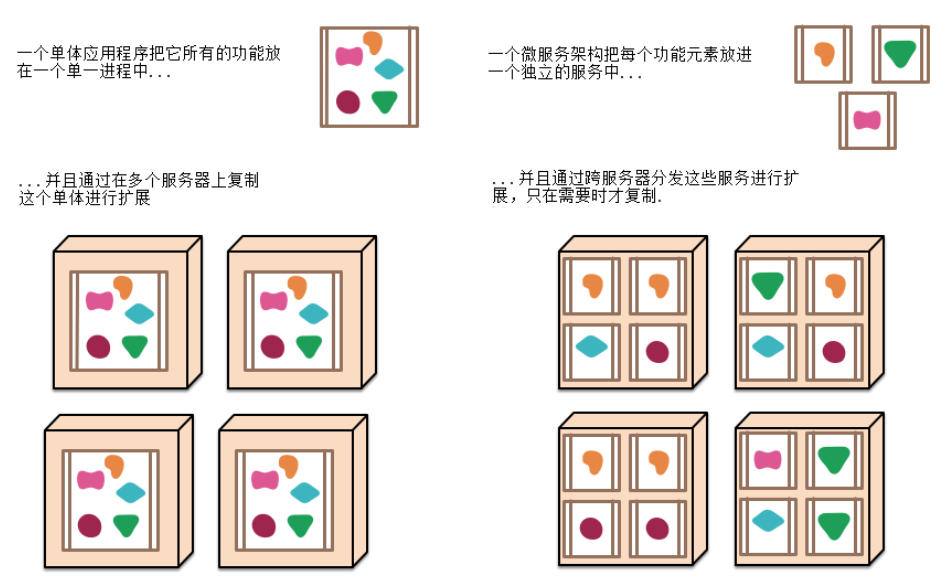 一个单体应用程序把它所有的功能放
在一个单一进程中...
...并且通过在多个服务器上复制
这个单体进行扩展
一个微服务架构把每个功能元素放进
一个独立的服务中...
...并且通过跨服务器分发这些服务进行扩
展，只在需要时才复制.